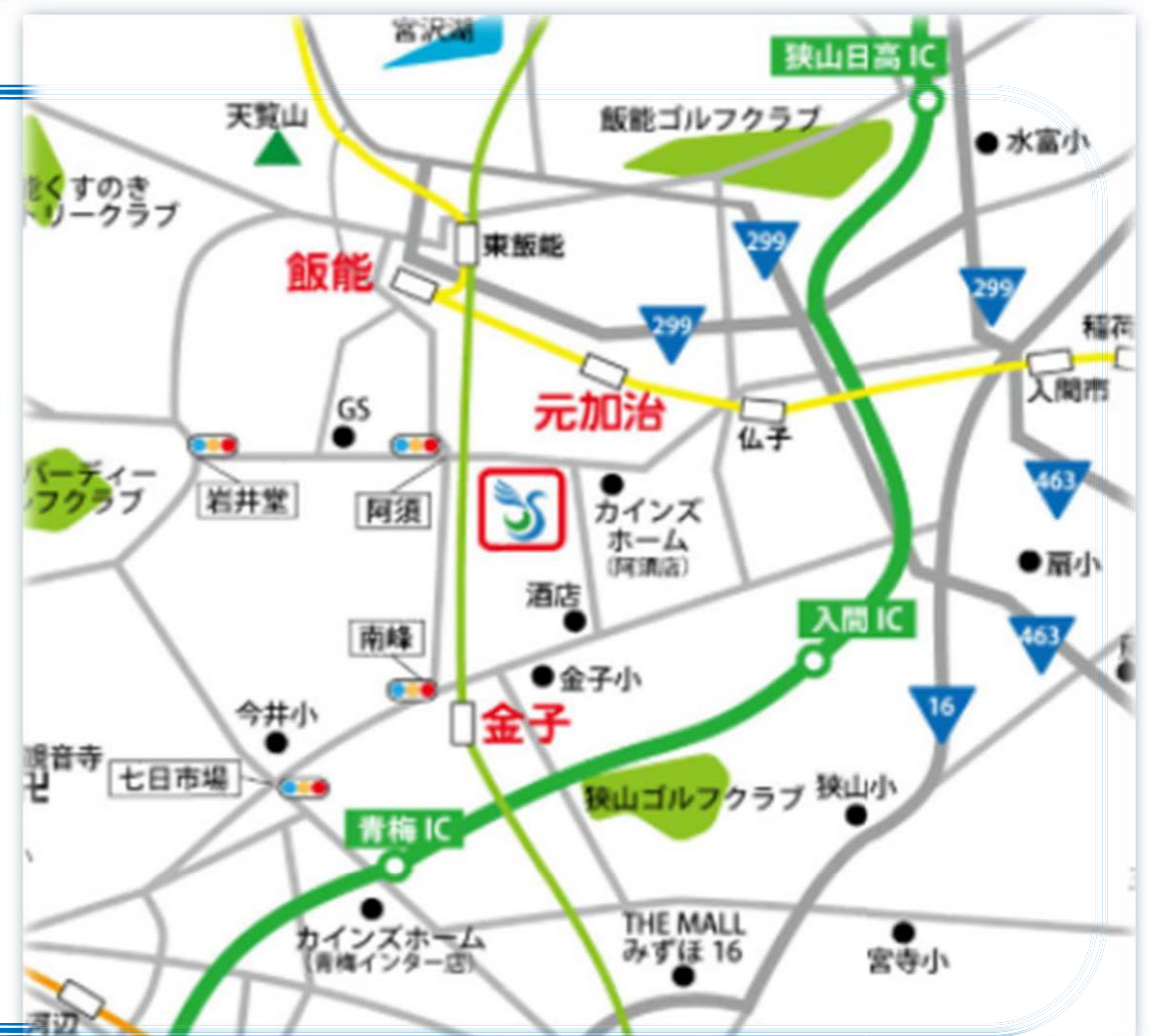 宮沢湖
狭山日高 IC
天覧山
飯能ゴルフクラブ
水富小
くすのき
リークラブ
299
東飯能
飯能
299
299
稲荷
元加治
入間市
仏子
GS
463
バーディー
フクラブ
岩井堂
阿須
カインズ
ホーム
(阿須店)
扇小
酒店
入間 IC
463
南峰
金子小
16
今井小
金子
観音寺
卍
七日市場
狭山ゴルフクラブ
狭山小
青梅 IC
カインズホーム
(青梅インター店)
THE MALL
みずほ 16
宮寺小
河辺